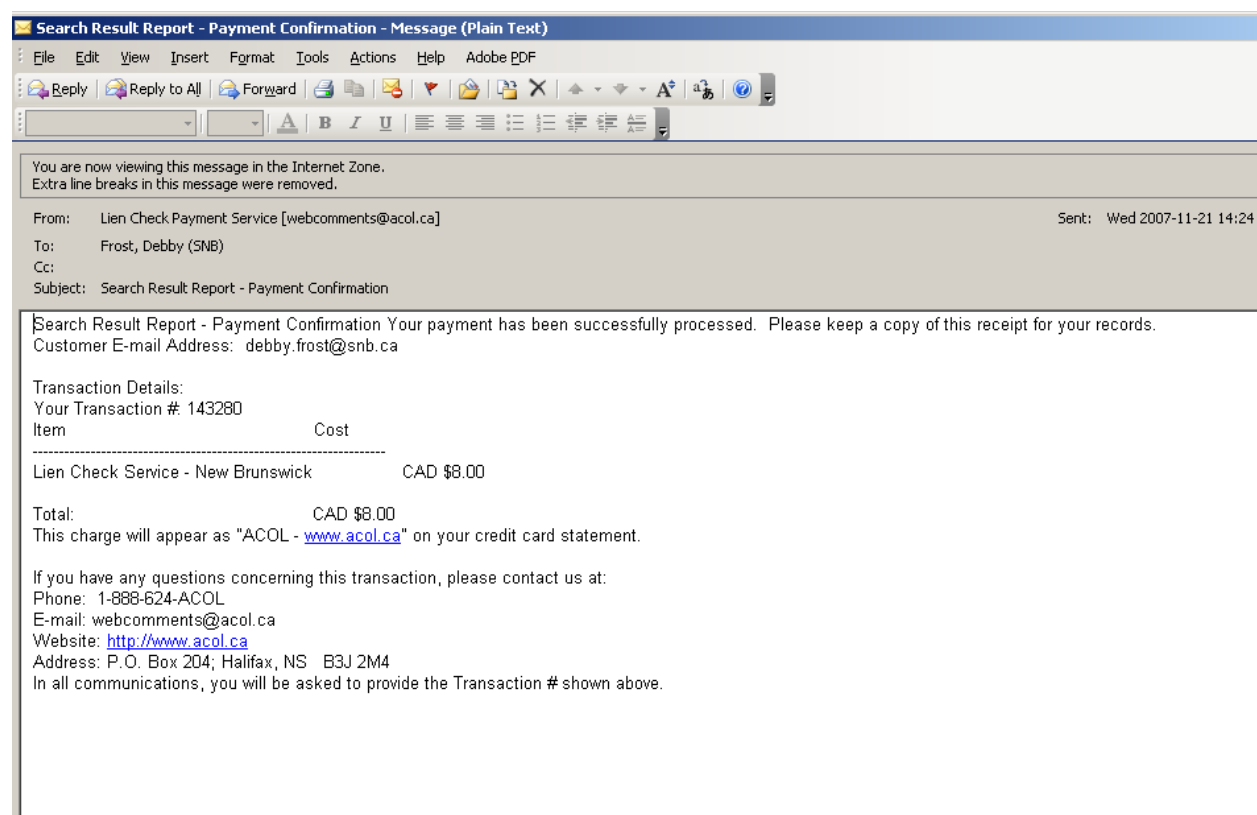 Search Result Report - Payment Confirmation - Message (Plain Text)
File Edit View Insert Format Tools Actions Help Adobe PDF
Reply Reply to All Forward
A B I U
You are now viewing this message in the Internet Zone.
Extra line breaks in this message were removed.
From: Lien Check Payment Service [webcomments@acol.ca] Sent: Wed 2007-11-21 14:24
To: Frost, Debby (SNB)
Cc:
Subject: Search Result Report - Payment Confirmation
Search Result Report - Payment Confirmation Your payment has been successfully processed. Please keep a copy of this receipt for your records.
Customer E-mail Address: debby.frost@snb.ca
Transaction Details:
Your Transaction #: 143280
Item Cost
----------------------------------------------------------------------
Lien Check Service - New Brunswick CAD $8.00
Total: CAD $8.00
This charge will appear as "ACOL - www.acol.ca" on your credit card statement.
If you have any questions concerning this transaction, please contact us at:
Phone: 1-888-624-ACOL
E-mail: webcomments@acol.ca
Website: http://www.acol.ca
Address: P.O. Box 204; Halifax, NS B3J 2M4
In all communications, you will be asked to provide the Transaction # shown above.